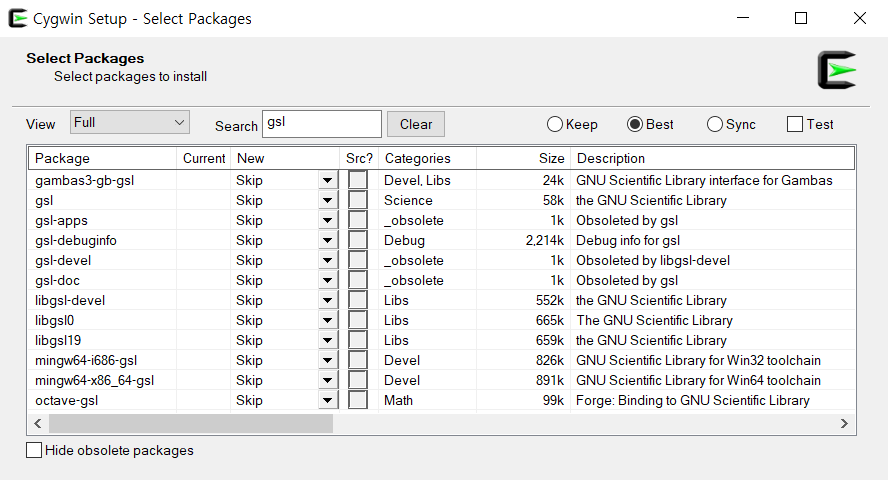 Cygwin Setup - Select Packages
Select Packages
Select packages to install
View Full Search gsl Clear Keep Best Sync Test
Package Current New Src? Categories Size Description
gambas3-gb-gsl Skip Devel, Libs 24k GNU Scientific Library interface for Gambas
gsl Skip Science 58k the GNU Scientific Library
gsl-apps Skip _obsolete 1k Obsoleted by gsl
gsl-debuginfo Skip Debug 2,214k Debug info for gsl
gsl-devel Skip _obsolete 1k Obsoleted by libgsl-devel
gsl-doc Skip _obsolete 1k Obsoleted by gsl
libgsl-devel Skip Libs 552k the GNU Scientific Library
libgsl0 Skip Libs 665k The GNU Scientific Library
libgsl19 Skip Libs 659k the GNU Scientific Library
mingw64-i686-gsl Skip Devel 826k GNU Scientific Library for Win32 toolchain
mingw64-x86_64-gsl Skip Devel 891k GNU Scientific Library for Win64 toolchain
octave-gsl Skip Math 99k Forge: Binding to GNU Scientific Library
Hide obsolete packages